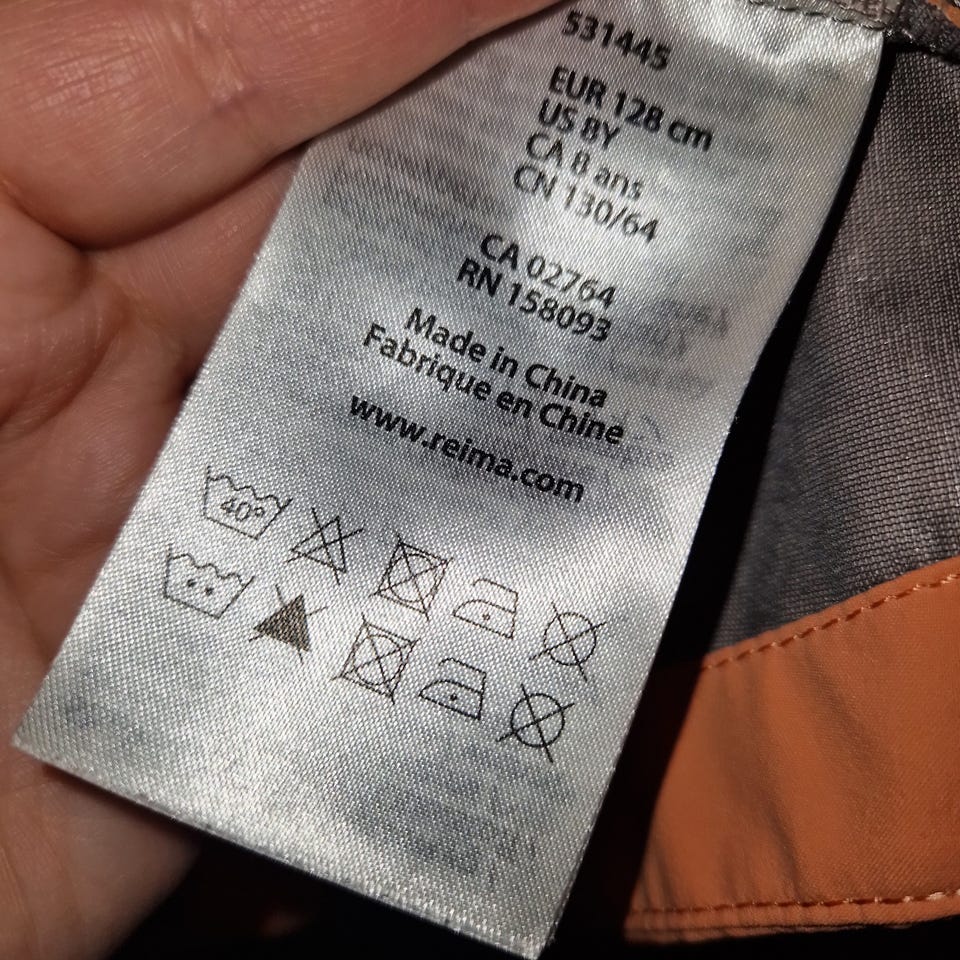 531445
EUR 128 cm
US 8Y
CA 8 ans
CN 130/64
CA 02764
RN 158093
Made in China
Fabrique en Chine
www.reima.com
40°